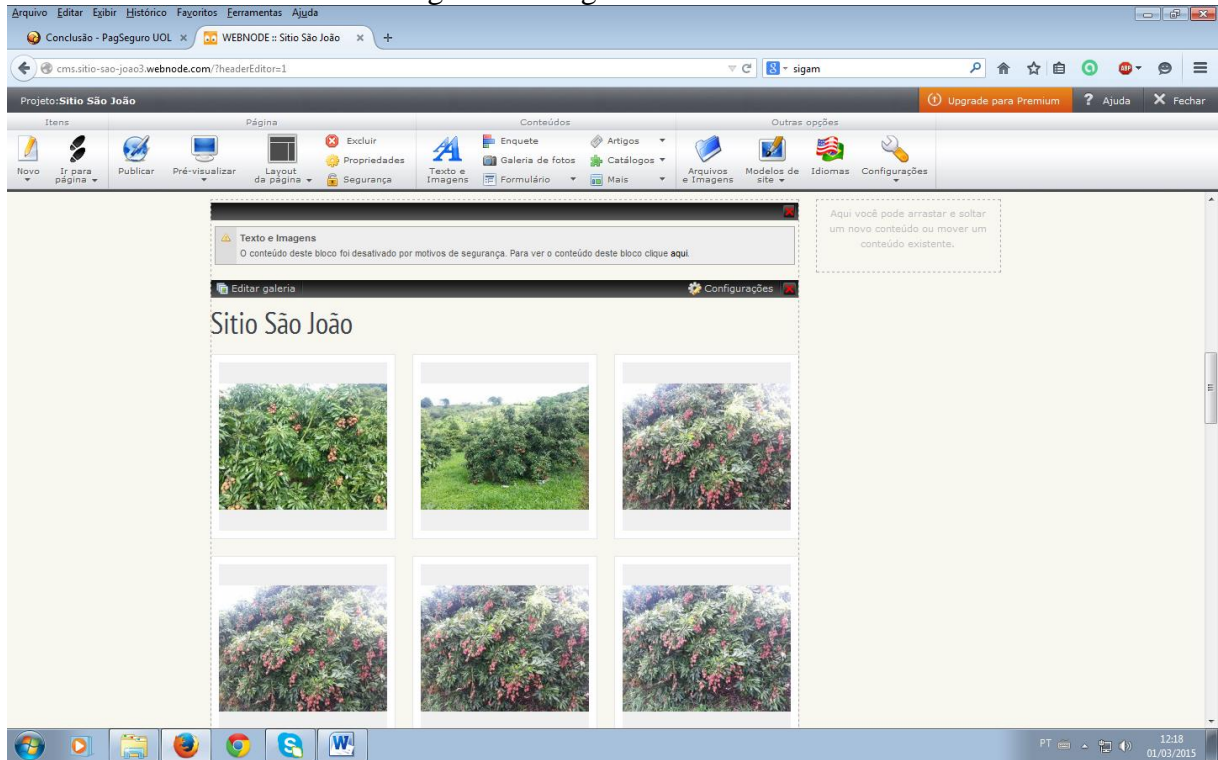 Arquivo Editar Exibir Histórico Favoritos Ferramentas Ajuda
Conclusão - PagSeguro UOL × WEBNODE :: Sitio São João × +
cms.sitio-sao-joao3.webnode.com/?headerEditor=1 sigam
Projeto:Sitio São João Upgrade para Premium ? Ajuda X Fechar
Itens Página Conteúdos Outras opções
Novo Ir para página Publicar Pré-visualizar Layout da página Excluir Propriedades Segurança
Texto e Imagens Enquete Galeria de fotos Formulário Artigos Catálogos Mais
Arquivos e Imagens Modelos de site Idiomas Configurações
Aqui você pode arrastar e soltar
um novo conteúdo ou mover um
conteúdo existente.
Texto e Imagens
O conteúdo deste bloco foi desativado por motivos de segurança. Para ver o conteúdo deste bloco clique aqui.
Editar galeria Configurações
Sitio São João
PT 12:18
01/03/2015